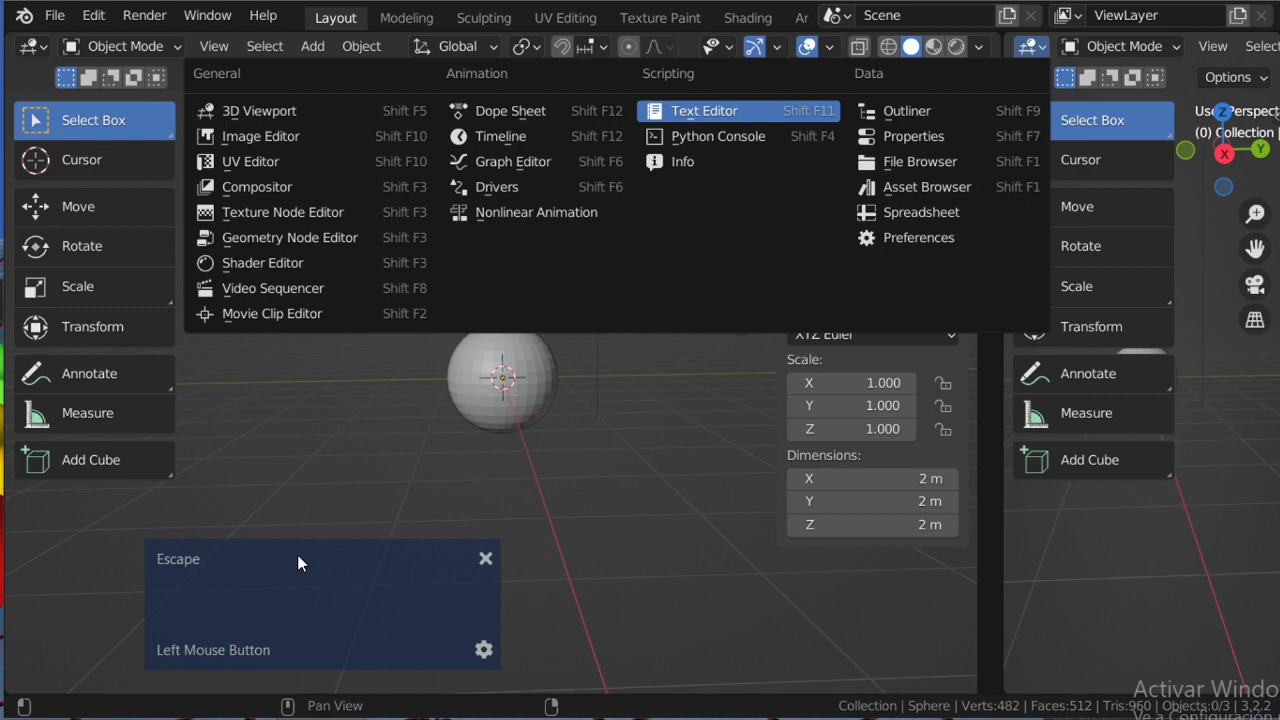 File Edit Render Window Help Layout Modeling Sculpting UV Editing Texture Paint Shading Ar Scene ViewLayer
Object Mode View Select Add Object Global Object Mode View Selec
Options
General Animation Scripting Data
3D Viewport Shift F5 Dope Sheet Shift F12 Text Editor Shift F11 Outliner Shift F9
Image Editor Shift F10 Timeline Shift F12 Python Console Shift F4 Properties Shift F7
UV Editor Shift F10 Graph Editor Shift F6 Info File Browser Shift F1
Compositor Shift F3 Drivers Shift F6 Asset Browser Shift F1
Texture Node Editor Shift F3 Nonlinear Animation Spreadsheet
Geometry Node Editor Shift F3 Preferences
Shader Editor Shift F3
Video Sequencer Shift F8
Movie Clip Editor Shift F2
Select Box
Cursor
Move
Rotate
Scale
Transform
Annotate
Measure
Add Cube
XYZ Euler
Scale:
X 1.000
Y 1.000
Z 1.000
Dimensions:
X 2 m
Y 2 m
Z 2 m
Select Box
Cursor
Move
Rotate
Scale
Transform
Annotate
Measure
Add Cube
Perspect
(0) Collection
Z
X
Y
Escape
Left Mouse Button
Activar Windo
Pan View
Collection | Sphere | Verts:482 | Faces:512 | Tris:960 | Objects:0/3 | 3.2.2